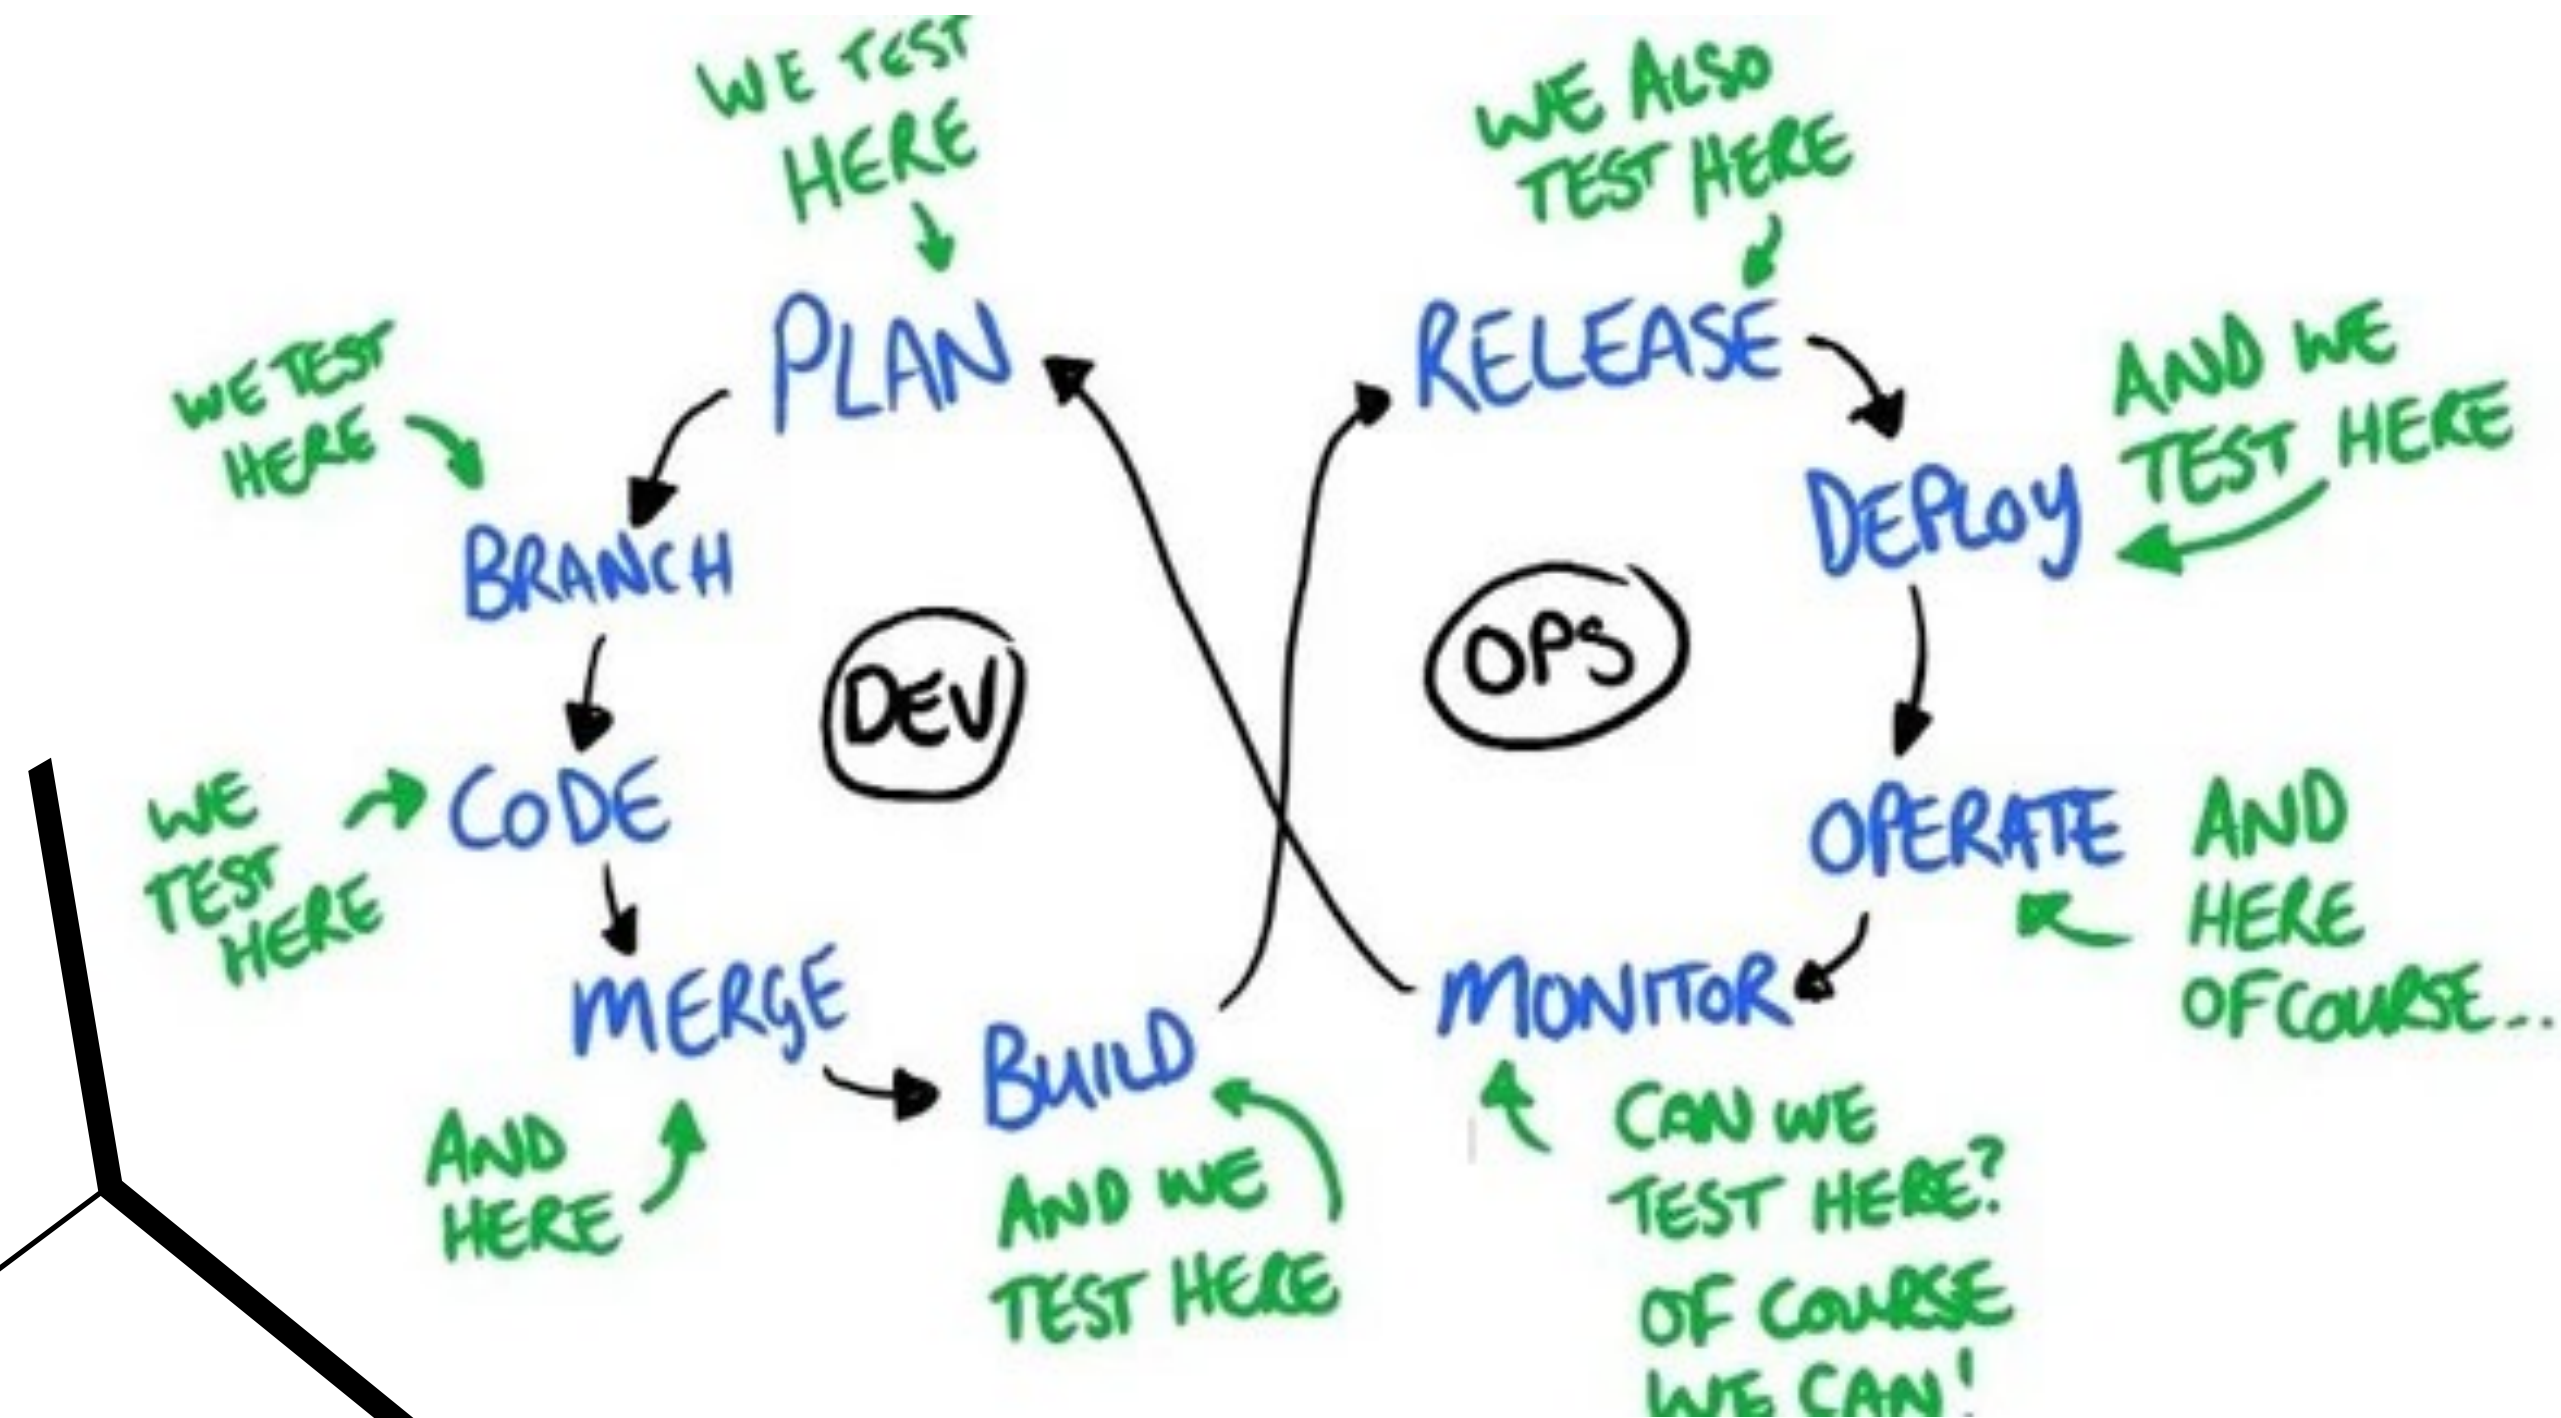 WE TEST
HERE
PLAN
WE TEST
HERE
BRANCH
WE
TEST
HERE
CODE
MERGE
AND
HERE
BUILD
AND WE
TEST HERE
DEV
WE ALSO
TEST HERE
RELEASE
AND WE
TEST HERE
DEPLOY
OPS
OPERATE
AND
HERE
OFCOURSE...
MONITOR
CAN WE
TEST HERE?
OF COURSE
WE CAN!